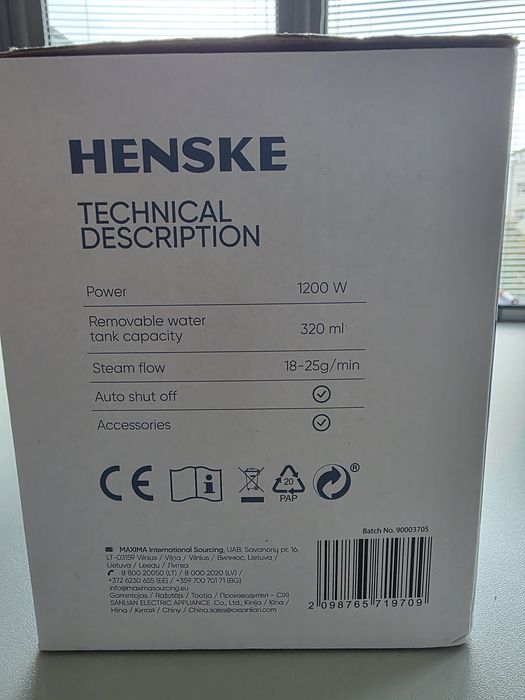 HENSKE
TECHNICAL
DESCRIPTION
Power 1200 W
Removable water
tank capacity 320 ml
Steam flow 18-25g/min
Auto shut off
Accessories
CE
i
20
PAP
®
Batch No. 90003705
MAXIMA International Sourcing, UAB, Savanorių pr. 16,
LT-03159 Vilnius / Viļņa / Vilnius / Вилнюс, Lietuva /
Lietuva / Leedu / Литва
8 800 20050 (LT) / 8 000 2020 (LV) /
+372 6230 655 (EE) / +359 700 701 71 (BG)
info@maximasourcing.eu
Gamintojas / Ražotājs / Tootja / Производител - CIXI
SANLIAN ELECTRIC APPLIANCE Co., Ltd., Kinija / Ķīna /
Hiina / Китай / Chiny / China.sales@cxsanlian.com
2 098765 719709